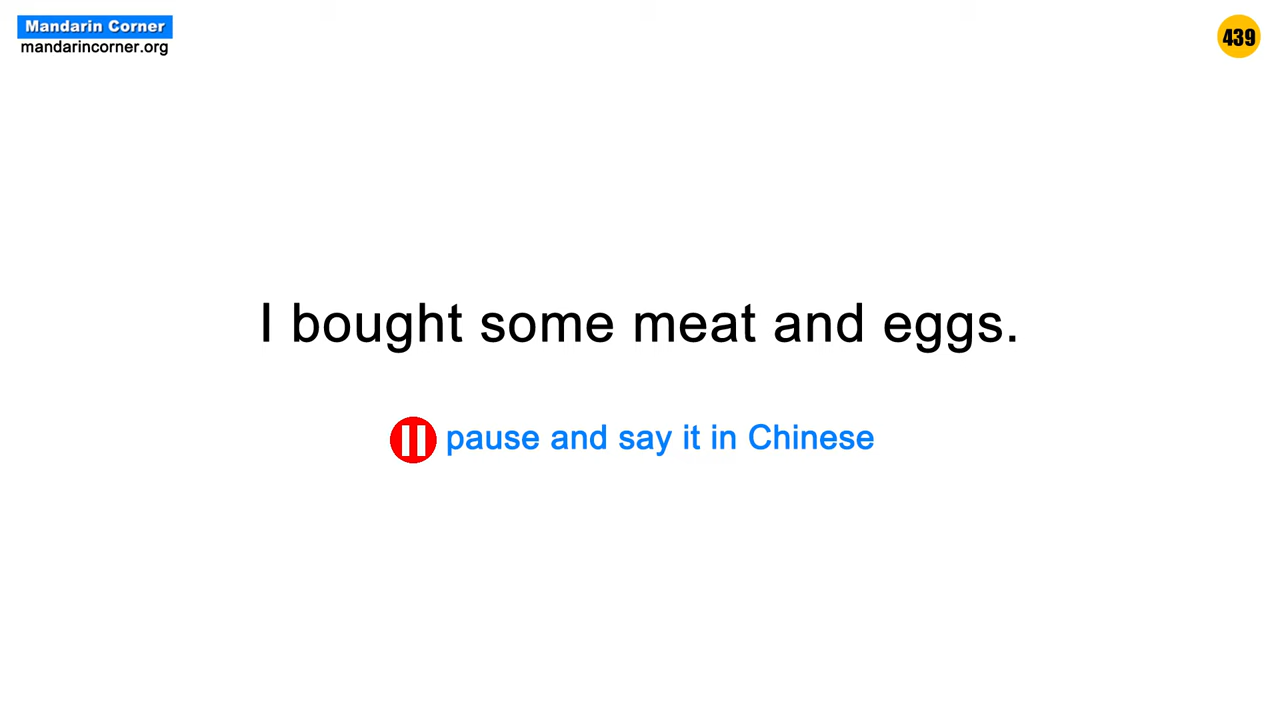 Mandarin Corner
mandarincorner.org
439
I bought some meat and eggs.
pause and say it in Chinese